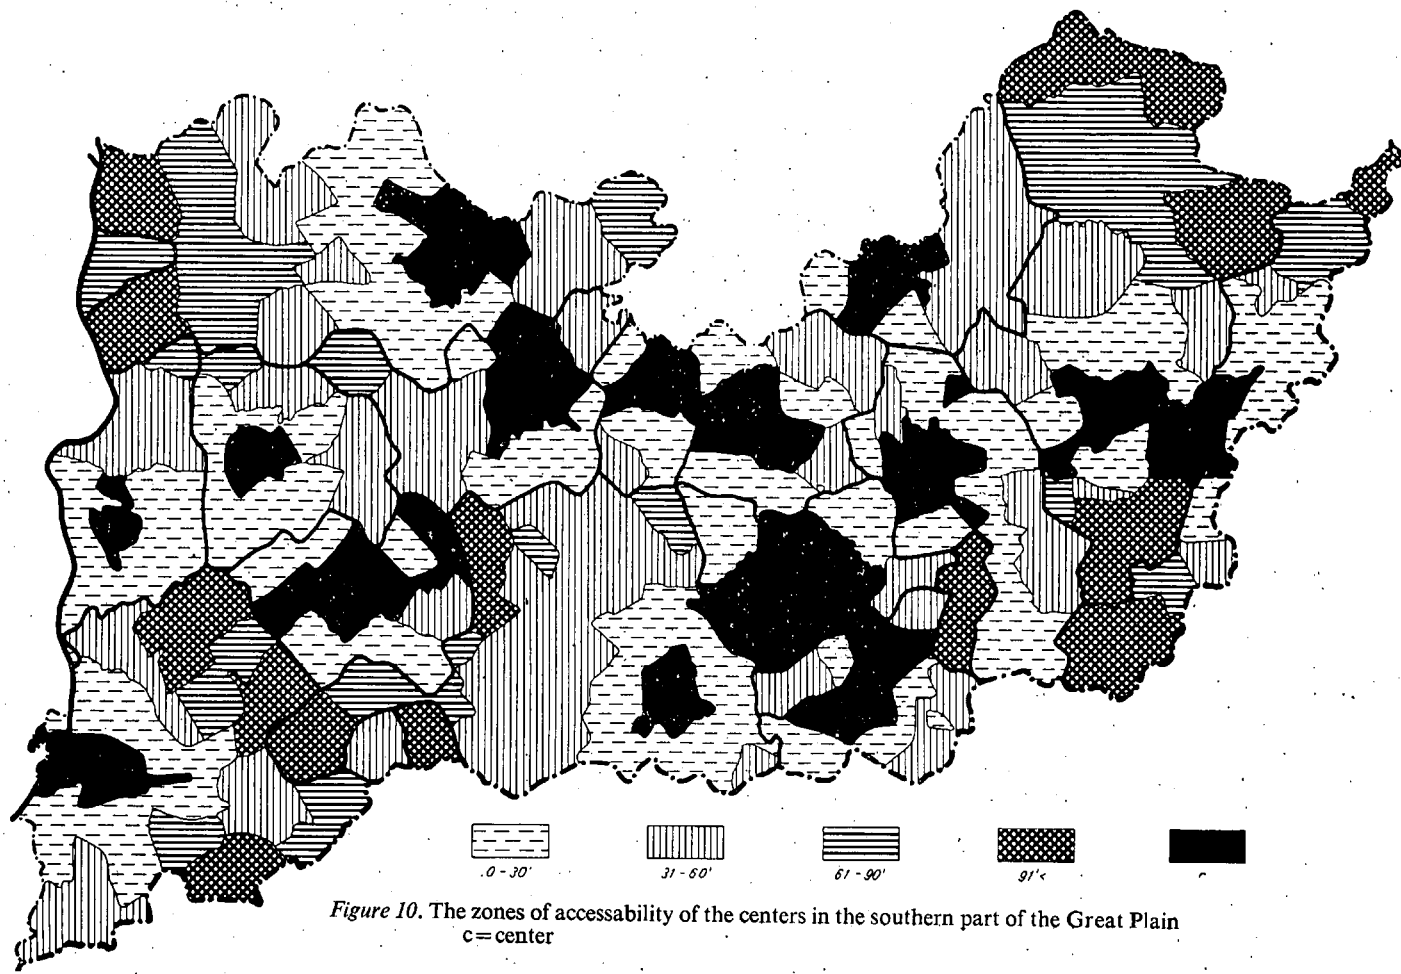 0-30'
31-60'
61-90'
91'<
c
Figure 10. The zones of accessability of the centers in the southern part of the Great Plain
c=center